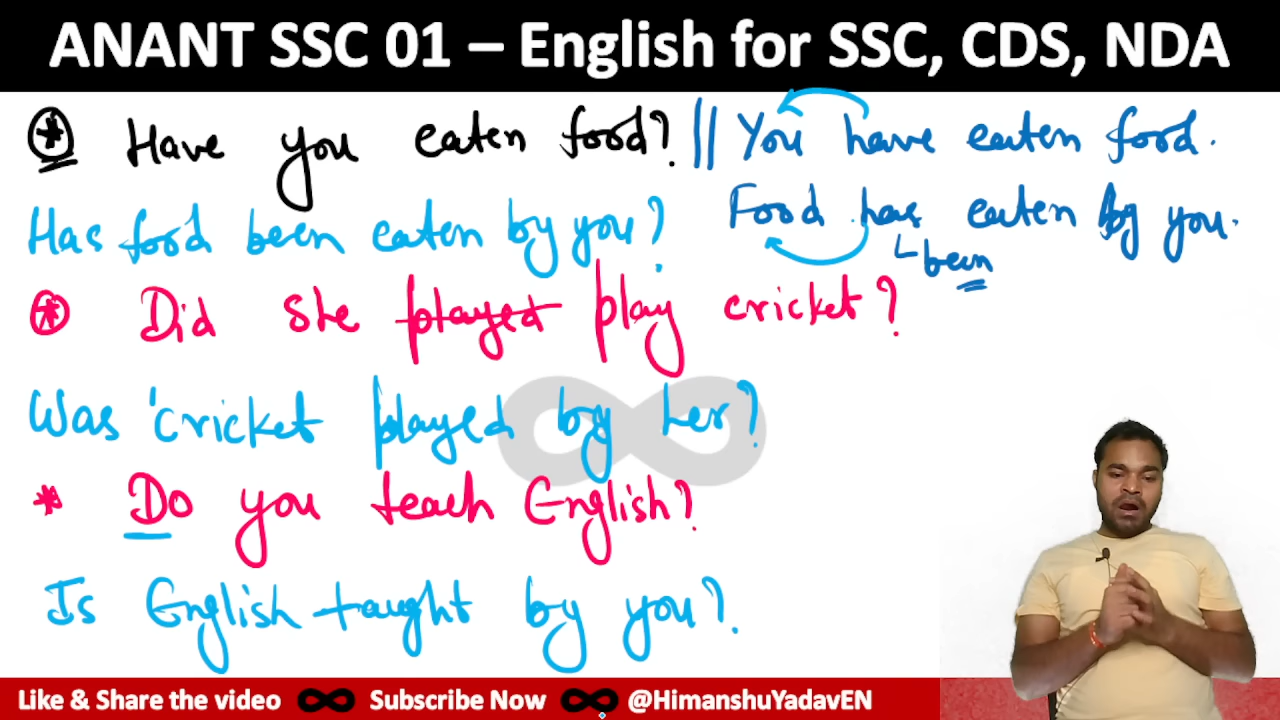 ANANT SSC 01 – English for SSC, CDS, NDA
* Have you eaten food? || You have eaten food.
Has food been eaten by you? Food has eaten by you.
been
* Did she played play cricket?
Was cricket played by her?
* Do you teach English?
Is English taught by you?
Like & Share the video Subscribe Now @HimanshuYadavEN